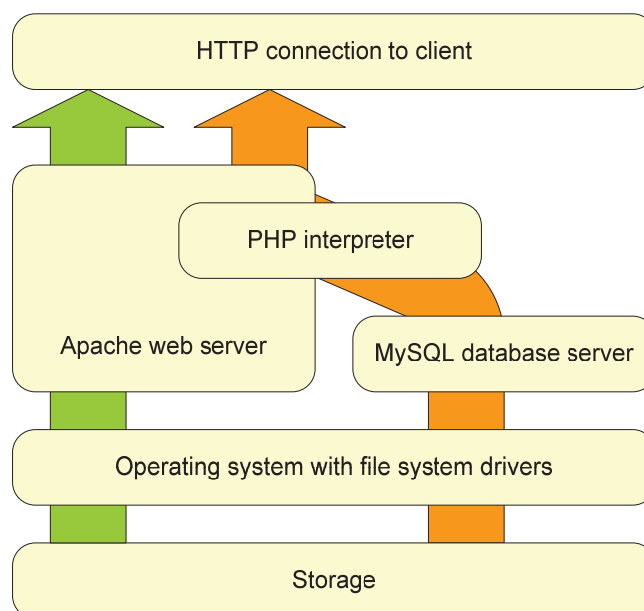 HTTP connection to client
PHP interpreter
Apache web server
MySQL database server
Operating system with file system drivers
Storage